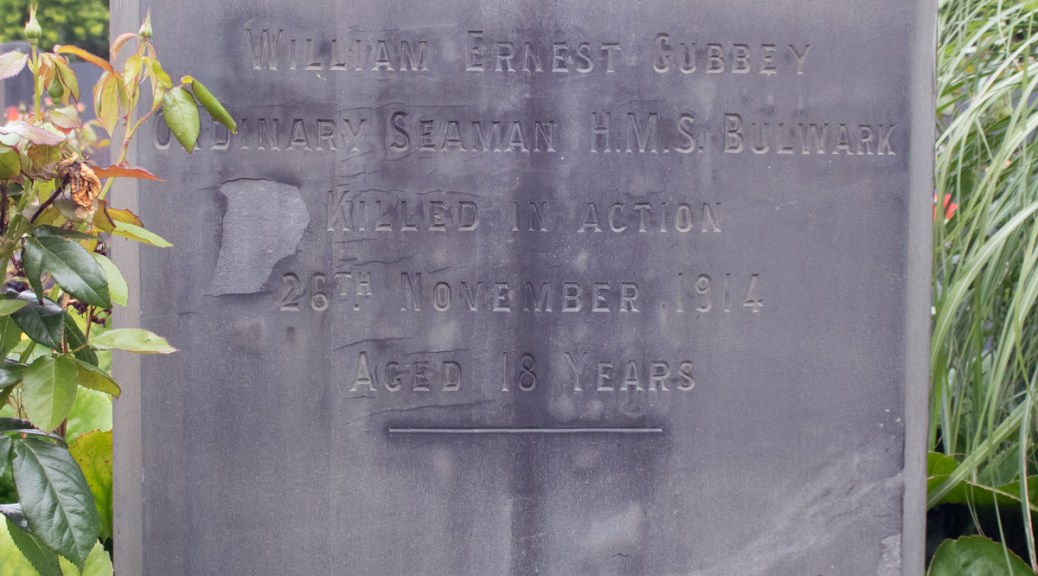 William Ernest Gubbey
Ordinary Seaman H.M.S. Bulwark
Killed in action
26th November 1914
Aged 18 Years